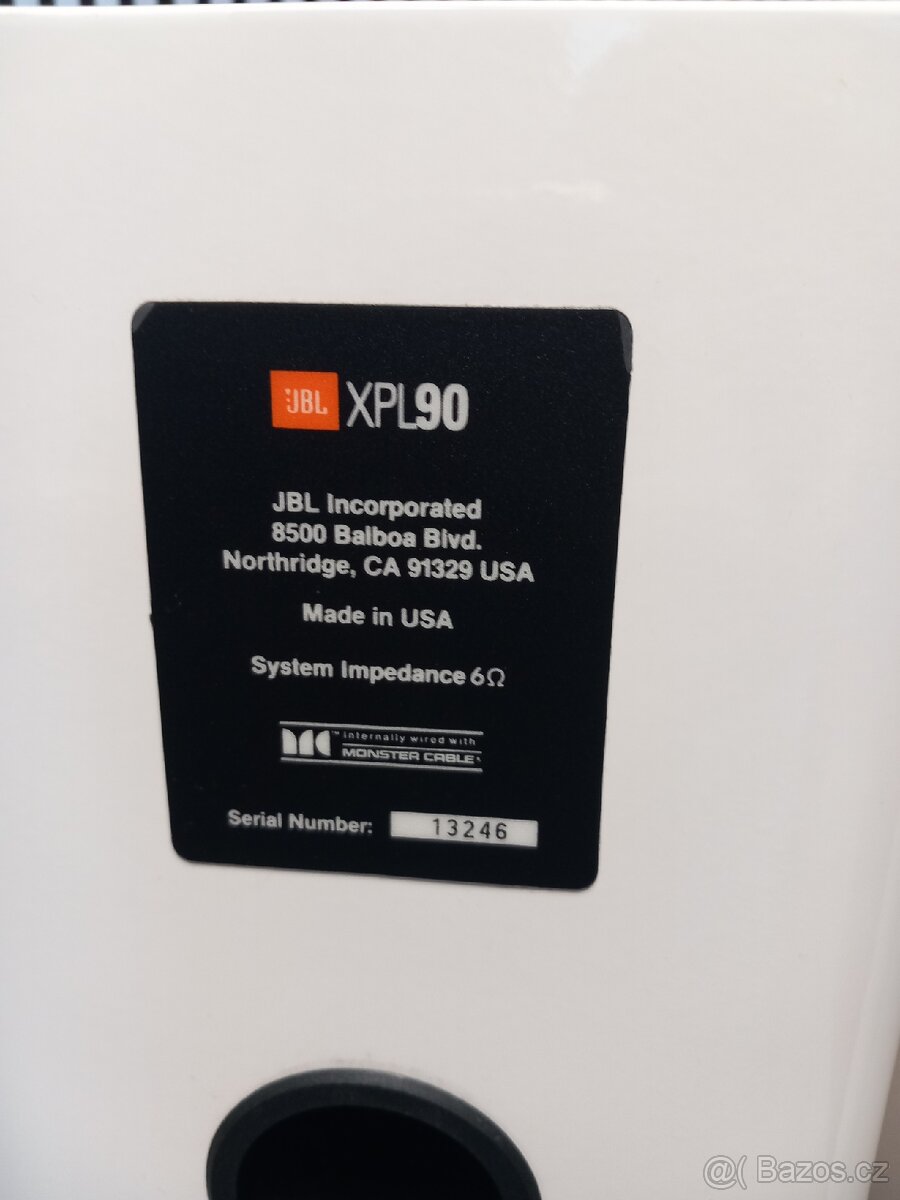 JBL XPL90
JBL Incorporated
8500 Balboa Blvd.
Northridge, CA 91329 USA
Made in USA
System Impedance 6Ω
MC™ internally wired with
MONSTER CABLE
Serial Number: 13246
@( Bazos.cz